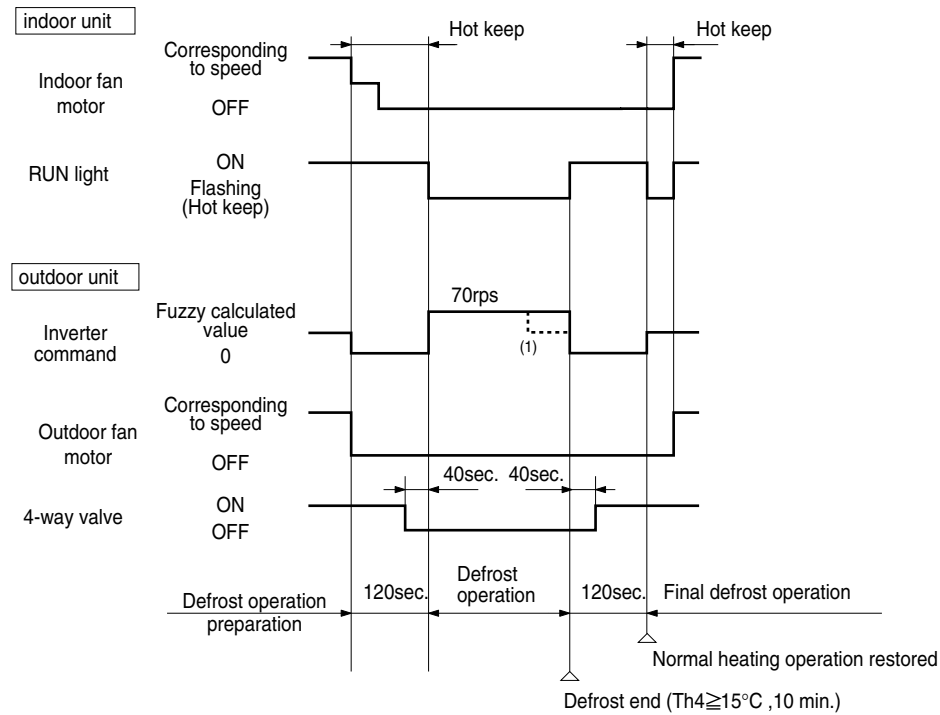 indoor unit
Hot keep
Hot keep
Corresponding
to speed
Indoor fan
motor
OFF
ON
RUN light
Flashing
(Hot keep)
outdoor unit
70rps
Fuzzy calculated
value
Inverter
command
0
(1)
Corresponding
to speed
Outdoor fan
motor
OFF
40sec.
40sec.
4-way valve
ON
OFF
Defrost operation
preparation
120sec.
Defrost
operation
120sec.
Final defrost operation
Normal heating operation restored
Defrost end (Th4≧15°C ,10 min.)